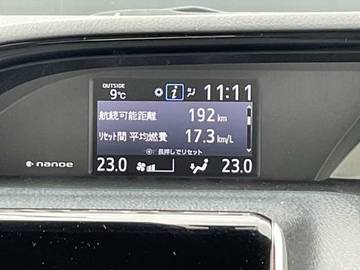 OUTSIDE
9℃ i 11:11
航続可能距離 192 km
リセット間 平均燃費 17.3 km/L
長押しでリセット
nanoe 23.0 23.0